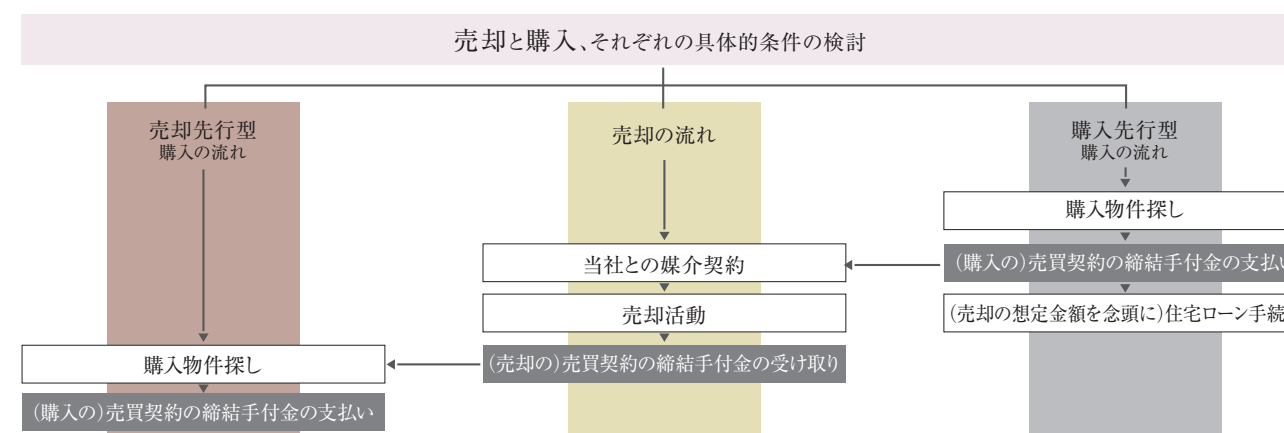 売却と購入、それぞれの具体的条件の検討
売却先行型
購入の流れ
購入物件探し
(購入の)売買契約の締結手付金の支払い
売却の流れ
当社との媒介契約
売却活動
(売却の)売買契約の締結手付金の受け取り
購入先行型
購入の流れ
購入物件探し
(購入の)売買契約の締結手付金の支払い
(売却の想定金額を念頭に)住宅ローン手続